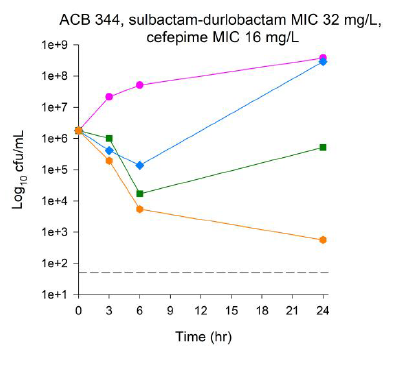 ACB 344, sulbactam-durlobactam MIC 32 mg/L,
cefepime MIC 16 mg/L
Log10 cfu/mL
1e+9
1e+8
1e+7
1e+6
1e+5
1e+4
1e+3
1e+2
1e+1
0 3 6 9 12 15 18 21 24
Time (hr)